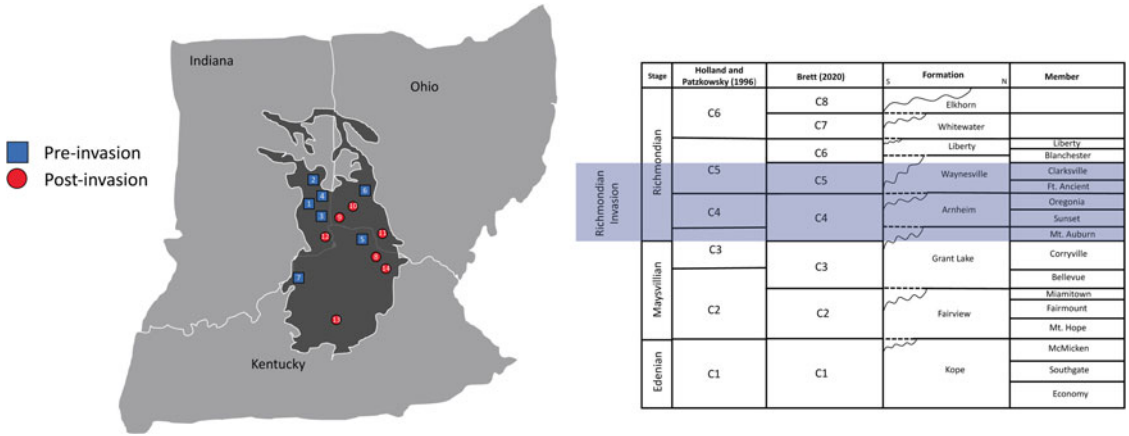 Indiana
Ohio
Kentucky
Pre-invasion
Post-invasion
2
6
4
1
10
3
9
11
12
5
8
14
7
13
Richmondian
Invasion
Stage
Holland and
Patzkowsky (1996)
Brett (2020)
S
Formation
N
Member
Richmondian
Maysvillian
Edenian
C6
C5
C4
C3
C2
C1
C8
C7
C6
C5
C4
C3
C2
C1
Elkhorn
Whitewater
Liberty
Waynesville
Arnheim
Grant Lake
Fairview
Kope
Liberty
Blanchester
Clarksville
Ft. Ancient
Oregonia
Sunset
Mt. Auburn
Corryville
Bellevue
Miamitown
Fairmount
Mt. Hope
McMicken
Southgate
Economy